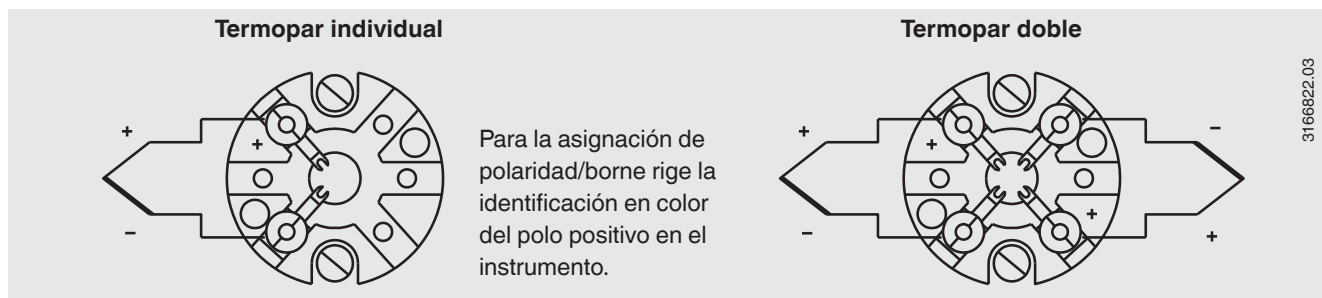 Termopar individual
+
+
–
Para la asignación de
polaridad/borne rige la
identificación en color
del polo positivo en el
instrumento.
Termopar doble
+
+
–
–
+
+
3166822.03